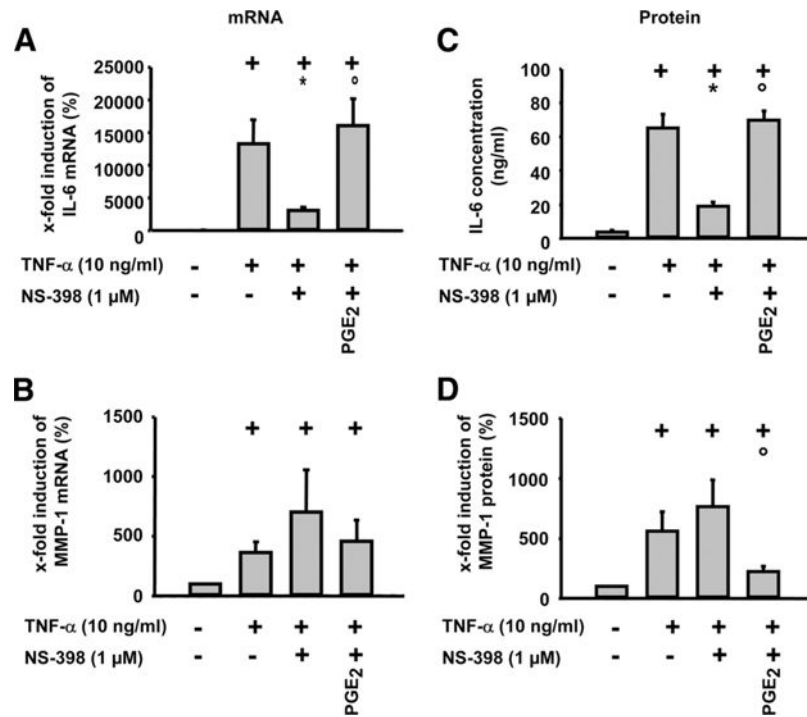 mRNA
Protein
A
x-fold induction of
IL-6 mRNA (%)
25000
20000
15000
10000
5000
0
+ + +
* °
TNF-α (10 ng/ml) - + + +
NS-398 (1 µM) - - + +
PGE2
C
IL-6 concentration
(ng/ml)
100
80
60
40
20
0
+ + +
* °
TNF-α (10 ng/ml) - + + +
NS-398 (1 µM) - - + +
PGE2
B
x-fold induction of
MMP-1 mRNA (%)
1500
1000
500
0
+ + +
TNF-α (10 ng/ml) - + + +
NS-398 (1 µM) - - + +
PGE2
D
x-fold induction of
MMP-1 protein (%)
1500
1000
500
0
+ + +
°
TNF-α (10 ng/ml) - + + +
NS-398 (1 µM) - - + +
PGE2